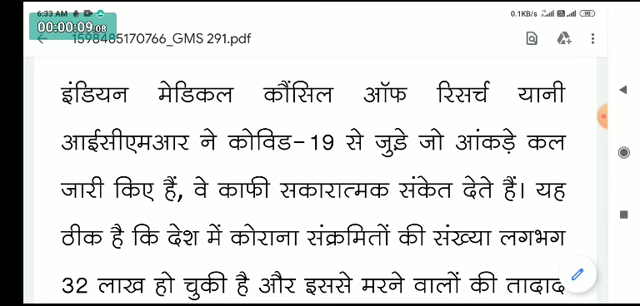 6:33 AM
0.1KB/s
00:00:09:08
1598485170766_GMS 291.pdf
इंडियन मेडिकल कौंसिल ऑफ रिसर्च यानी
आईसीएमआर ने कोविड-19 से जुडे जो आंकड़े कल
जारी किए हैं, वे काफी सकारात्मक संकेत देते हैं। यह
ठीक है कि देश में कोराना संक्रमितों की संख्या लगभग
32 लाख हो चुकी है और इससे मरने वालों की तादाद